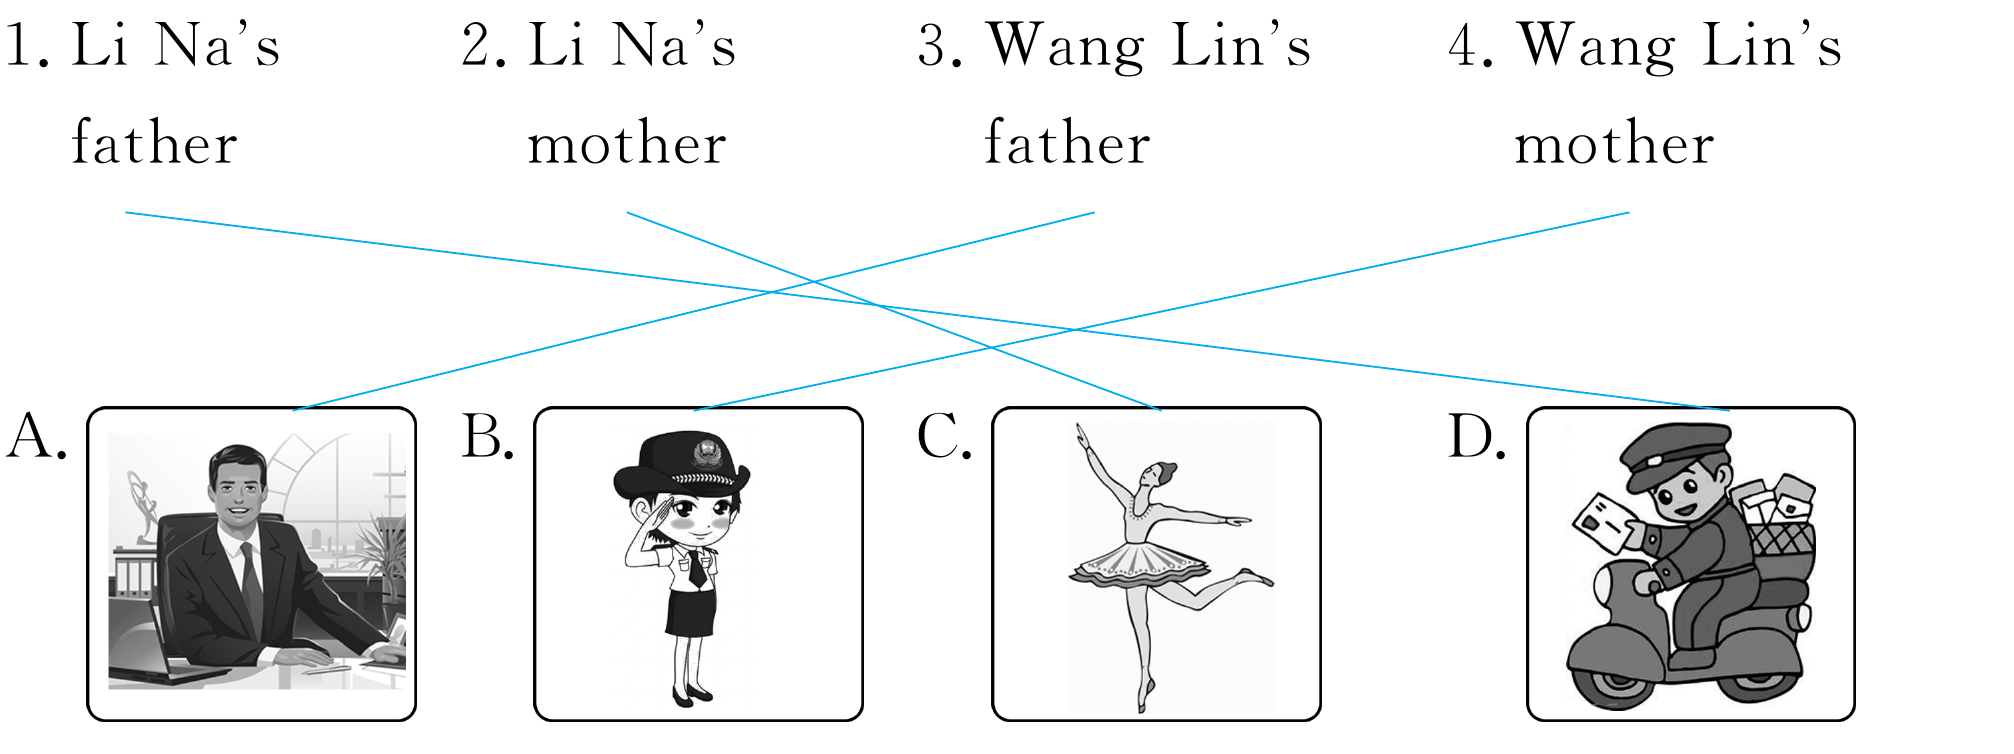 1. Li Na’s 2. Li Na’s 3. Wang Lin’s 4. Wang Lin’s
father mother father mother
A. B. C. D.